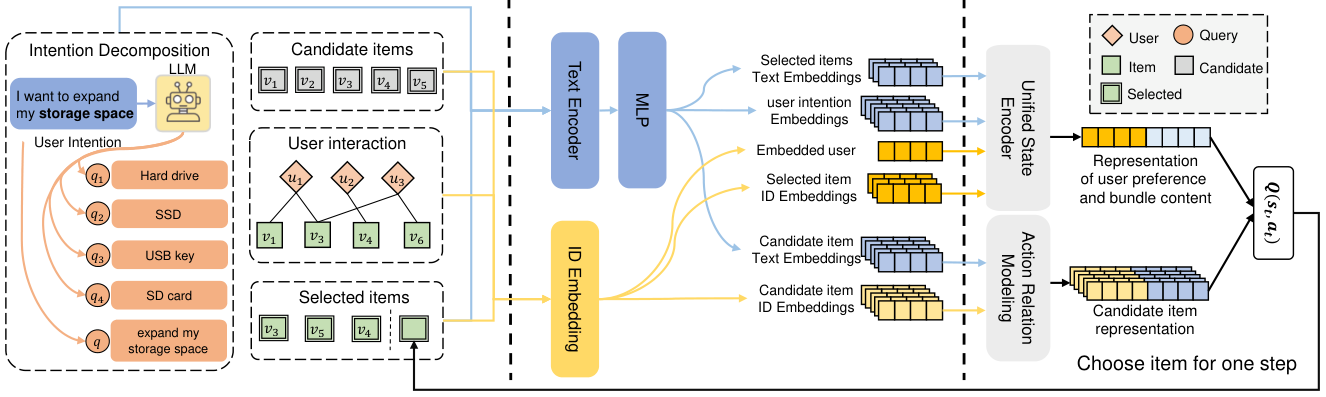 Intention Decomposition
LLM
I want to expand
my storage space
User Intention
q1
Hard drive
q2
SSD
q3
USB key
q4
SD card
q
expand my
storage space
Candidate items
v1
v2
v3
v4
v5
User interaction
u1
u2
u3
v1
v3
v4
v6
Selected items
v3
v5
v4
Text Encoder
MLP
ID Embedding
Selected items
Text Embeddings
user intention
Embeddings
Embedded user
Selected item
ID Embeddings
Candidate item
Text Embeddings
Candidate item
ID Embeddings
Unified State
Encoder
Action Relation
Modeling
User
Query
Item
Candidate
Selected
Representation
of user preference
and bundle content
Candidate item
representation
Q(st, at)
Choose item for one step